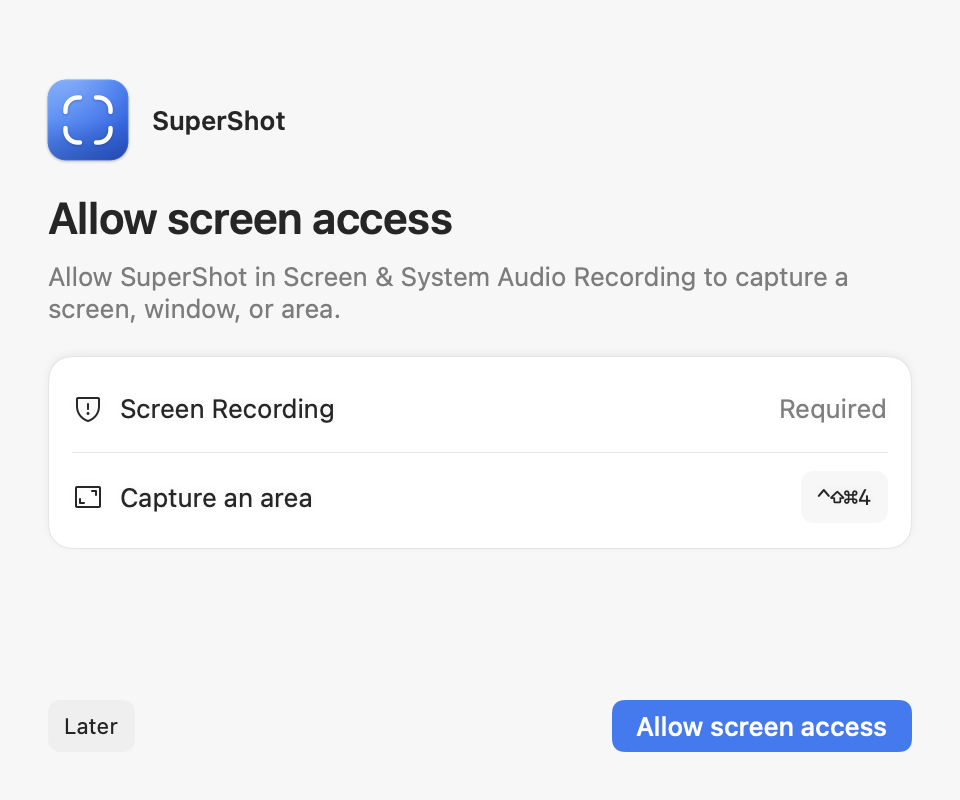 SuperShot
Allow screen access
Allow SuperShot in Screen & System Audio Recording to capture a
screen, window, or area.
Screen Recording
Required
Capture an area
^⇧⌘4
Later
Allow screen access